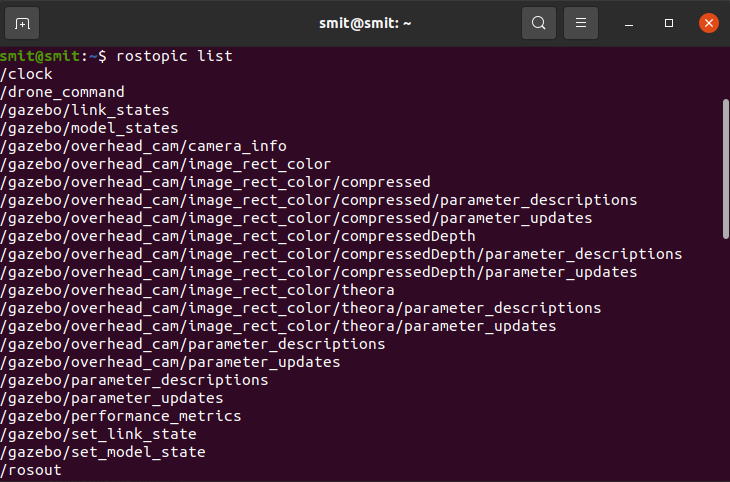 smit@smit: ~
smit@smit:~$ rostopic list
/clock
/drone_command
/gazebo/link_states
/gazebo/model_states
/gazebo/overhead_cam/camera_info
/gazebo/overhead_cam/image_rect_color
/gazebo/overhead_cam/image_rect_color/compressed
/gazebo/overhead_cam/image_rect_color/compressed/parameter_descriptions
/gazebo/overhead_cam/image_rect_color/compressed/parameter_updates
/gazebo/overhead_cam/image_rect_color/compressedDepth
/gazebo/overhead_cam/image_rect_color/compressedDepth/parameter_descriptions
/gazebo/overhead_cam/image_rect_color/compressedDepth/parameter_updates
/gazebo/overhead_cam/image_rect_color/theora
/gazebo/overhead_cam/image_rect_color/theora/parameter_descriptions
/gazebo/overhead_cam/image_rect_color/theora/parameter_updates
/gazebo/overhead_cam/parameter_descriptions
/gazebo/overhead_cam/parameter_updates
/gazebo/parameter_descriptions
/gazebo/parameter_updates
/gazebo/performance_metrics
/gazebo/set_link_state
/gazebo/set_model_state
/rosout